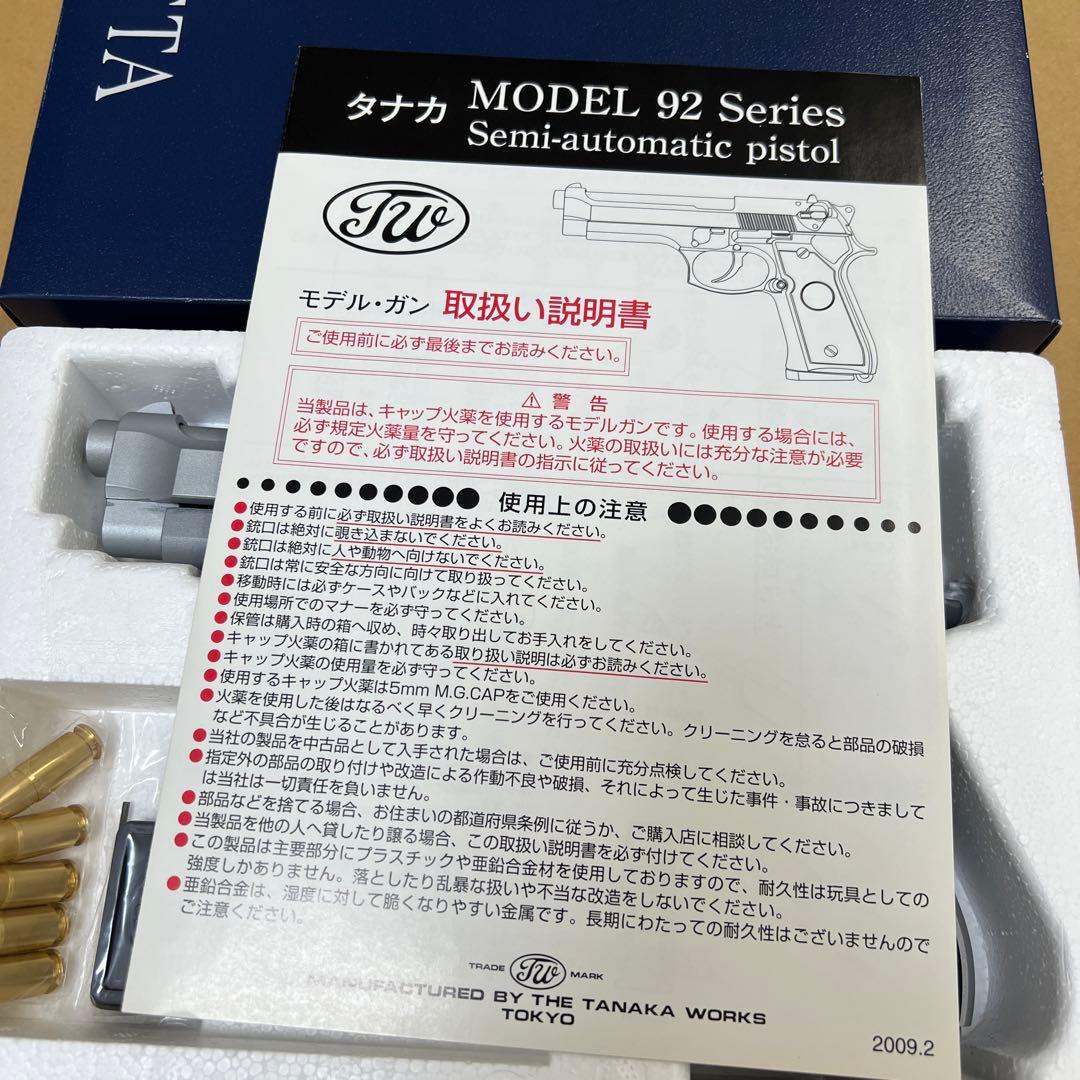 TTA
タナカ MODEL 92 Series
Semi-automatic pistol
TW
モデル・ガン 取扱い説明書
ご使用前に必ず最後までお読みください。
⚠ 警告
当製品は、キャップ火薬を使用するモデルガンです。使用する場合には、
必ず規定火薬量を守ってください。火薬の取扱いには充分な注意が必要
ですので、必ず取扱い説明書の指示に従ってください。
使用上の注意
●使用する前に必ず取扱い説明書をよくお読みください。
●銃口は絶対に覗き込まないでください。
●銃口は絶対に人や動物へ向けないでください。
●銃口は常に安全な方向に向けて取り扱ってください。
●移動時には必ずケースやバックなどに入れてください。
●使用場所でのマナーを必ず守ってください。
●保管は購入時の箱へ収め、時々取り出してお手入れをしてください。
●キャップ火薬の箱に書かれてある取り扱い説明は必ずお読みください。
●キャップ火薬の使用量を必ず守ってください。
●使用するキャップ火薬は5mm M.G.CAPをご使用ください。
●火薬を使用した後はなるべく早くクリーニングを行ってください。クリーニングを怠ると部品の破損
など不具合が生じることがあります。
●当社の製品を中古品として入手された場合は、ご使用前に充分点検してください。
●指定外の部品の取り付けや改造による作動不良や破損、それによって生じた事件・事故につきまして
は当社は一切責任を負いません。
●部品などを捨てる場合、お住まいの都道府県条例に従うか、ご購入店に相談してください。
●当製品を他の人へ貸したり譲る場合、この取扱い説明書を必ず付けてください。
●この製品は主要部分にプラスチックや亜鉛合金材を使用しておりますので、耐久性は玩具としての
強度しかありません。落としたり乱暴な扱いや不当な改造をしないでください。
●亜鉛合金は、湿度に対して脆くなりやすい金属です。長期にわたっての耐久性はございませんので
ご注意ください。
TRADE TW MARK
MANUFACTURED BY THE TANAKA WORKS
TOKYO
2009.2